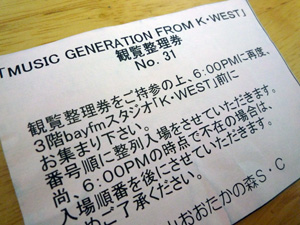 「MUSIC GENERATION FROM K・WEST」
観覧整理券
No. 31
観覧整理券をご持参の上、6:00PMに再度、
3階bayfmスタジオ「K・WEST」前に
お集まり下さい。
番号順に整列入場をさせていただきます。
尚、6:00PMの時点で不在の場合は、
入場順番を後にさせていただきます。
ご了承ください。
おおたかの森S・C